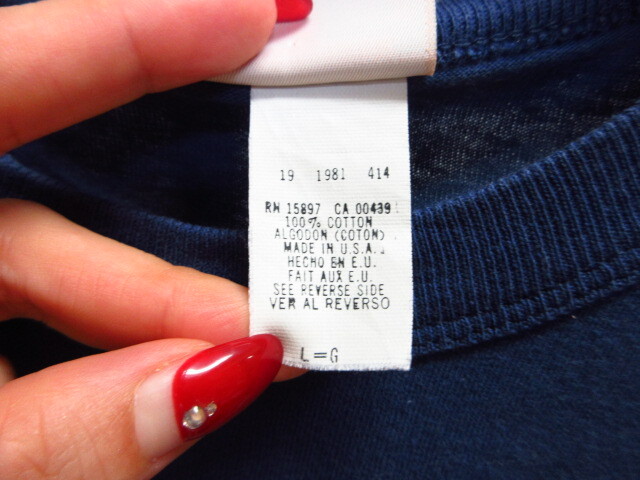 19 1981 414
RN 15897 CA 00439
100% COTTON
ALGODON (COTON)
MADE IN U.S.A.
HECHO EN E.U.
FAIT AUX E.U.
SEE REVERSE SIDE
VER AL REVERSO
L=G